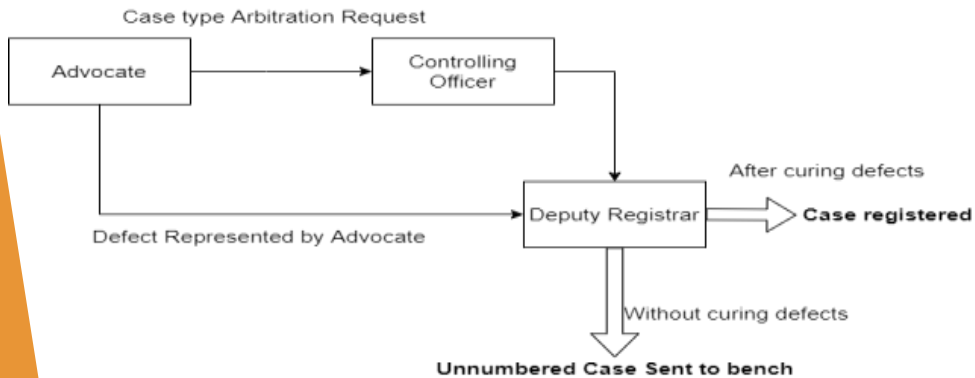 Case type Arbitration Request
Advocate
Controlling
Officer
After curing defects
Deputy Registrar
Case registered
Defect Represented by Advocate
Without curing defects
Unnumbered Case Sent to bench